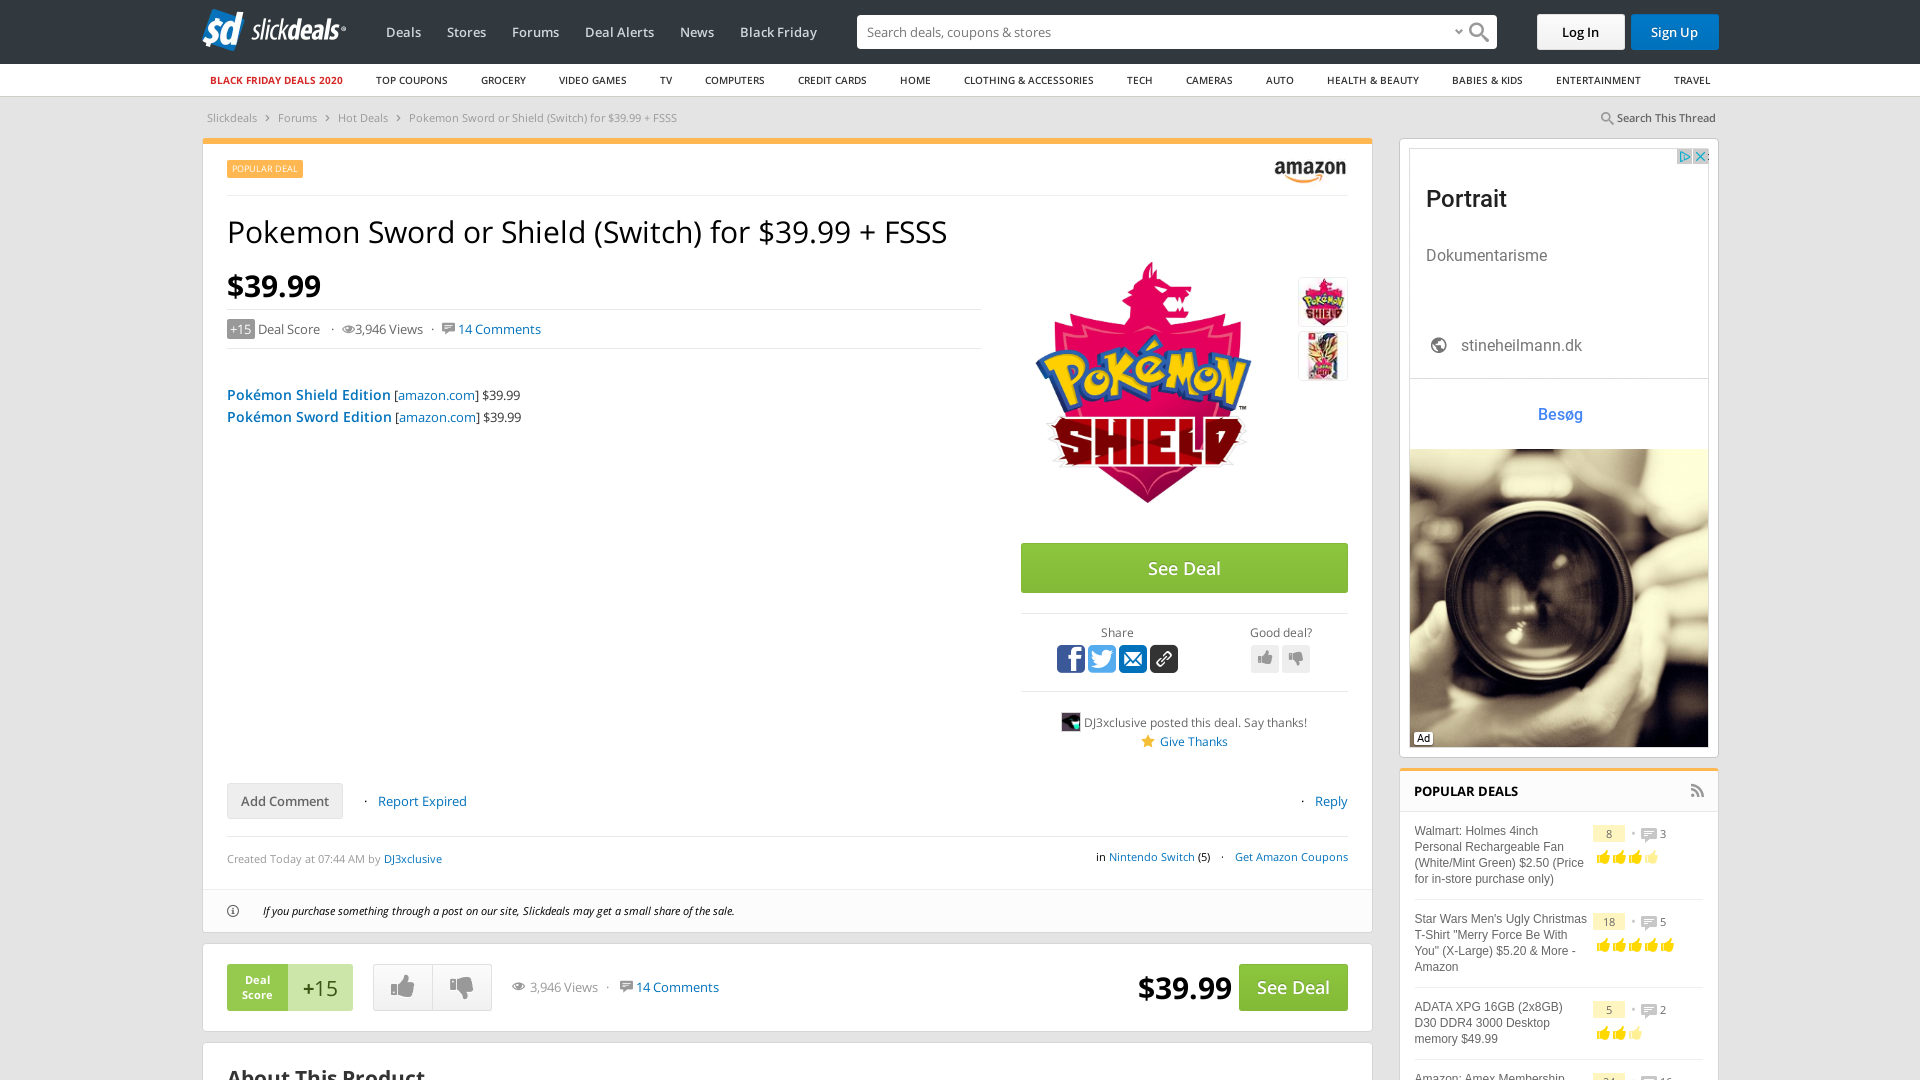 slickdeals
Deals
Stores
Forums
Deal Alerts
News
Black Friday
Search deals, coupons & stores
Log In
Sign Up
BLACK FRIDAY DEALS 2020
TOP COUPONS
GROCERY
VIDEO GAMES
TV
COMPUTERS
CREDIT CARDS
HOME
CLOTHING & ACCESSORIES
TECH
CAMERAS
AUTO
HEALTH & BEAUTY
BABIES & KIDS
ENTERTAINMENT
TRAVEL
Slickdeals › Forums › Hot Deals › Pokemon Sword or Shield (Switch) for $39.99 + FSSS
Search This Thread
POPULAR DEAL
amazon
Pokemon Sword or Shield (Switch) for $39.99 + FSSS
$39.99
+15 Deal Score · 3,946 Views · 14 Comments
Pokémon Shield Edition [amazon.com] $39.99
Pokémon Sword Edition [amazon.com] $39.99
POKéMON
SHIELD
See Deal
Share
Good deal?
DJ3xclusive posted this deal. Say thanks!
Give Thanks
Add Comment
· Report Expired
· Reply
Created Today at 07:44 AM by DJ3xclusive
in Nintendo Switch (5) · Get Amazon Coupons
If you purchase something through a post on our site, Slickdeals may get a small share of the sale.
Deal
Score
+15
3,946 Views · 14 Comments
$39.99
See Deal
About This Product
Portrait
Dokumentarisme
stineheilmann.dk
Besøg
Ad
POPULAR DEALS
Walmart: Holmes 4inch
Personal Rechargeable Fan
(White/Mint Green) $2.50 (Price
for in-store purchase only)
8 • 3
Star Wars Men's Ugly Christmas
T-Shirt "Merry Force Be With
You" (X-Large) $5.20 & More -
Amazon
18 • 5
ADATA XPG 16GB (2x8GB)
D30 DDR4 3000 Desktop
memory $49.99
5 • 2
Amazon: Amex Membership